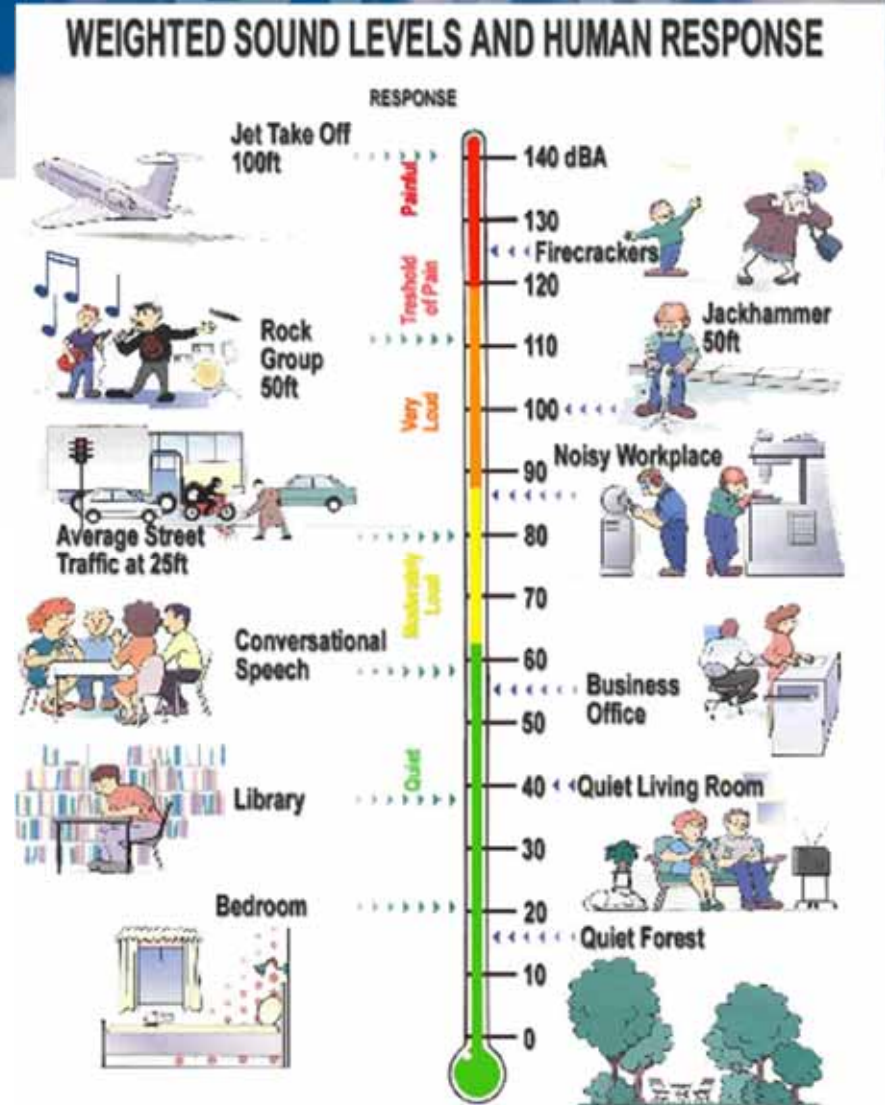 WEIGHTED SOUND LEVELS AND HUMAN RESPONSE
RESPONSE
Jet Take Off
100ft
Painful
140 dBA
130
Firecrackers
Treshold
of Pain
120
Jackhammer
50ft
Rock
Group
50ft
110
Very
Loud
100
Noisy Workplace
90
Average Street
Traffic at 25ft
80
Moderately
Loud
70
Conversational
Speech
60
Business
Office
50
Quiet
40
Quiet Living Room
Library
30
Bedroom
20
Quiet Forest
10
0